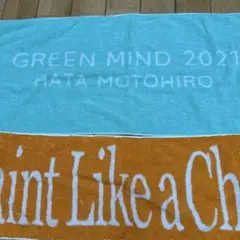 GREEN MIND 2021
HATA MOTOHIRO
aint Like a Ch